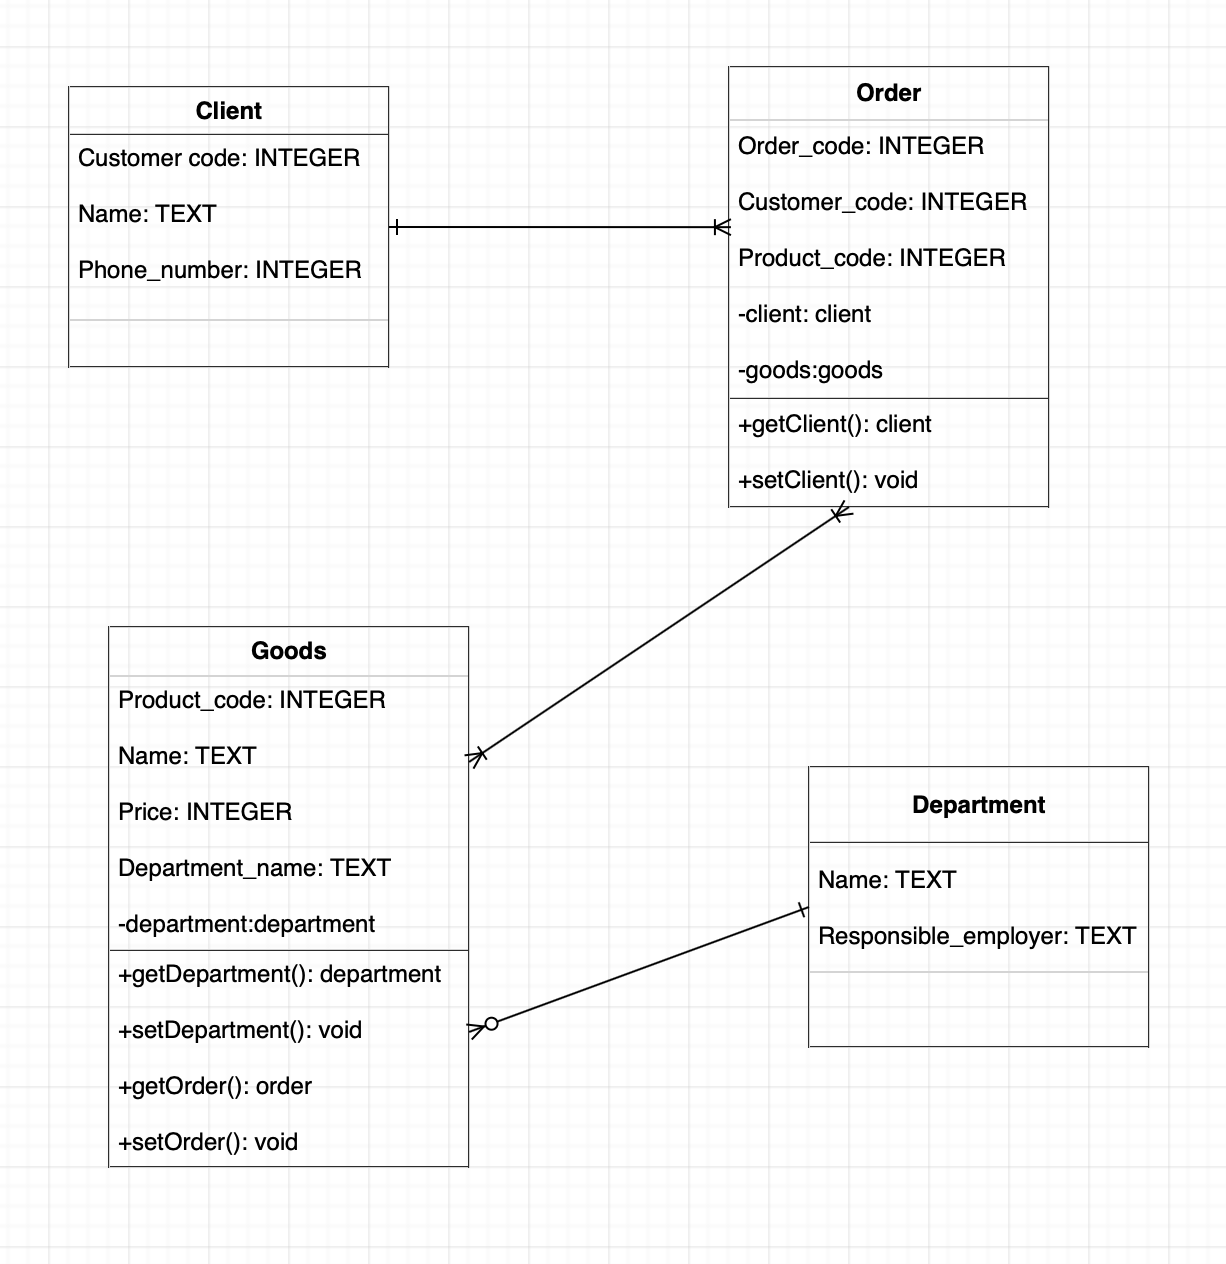 Client
Customer code: INTEGER
Name: TEXT
Phone_number: INTEGER
Order
Order_code: INTEGER
Customer_code: INTEGER
Product_code: INTEGER
-client: client
-goods:goods
+getClient(): client
+setClient(): void
Goods
Product_code: INTEGER
Name: TEXT
Price: INTEGER
Department_name: TEXT
-department:department
+getDepartment(): department
+setDepartment(): void
+getOrder(): order
+setOrder(): void
Department
Name: TEXT
Responsible_employer: TEXT